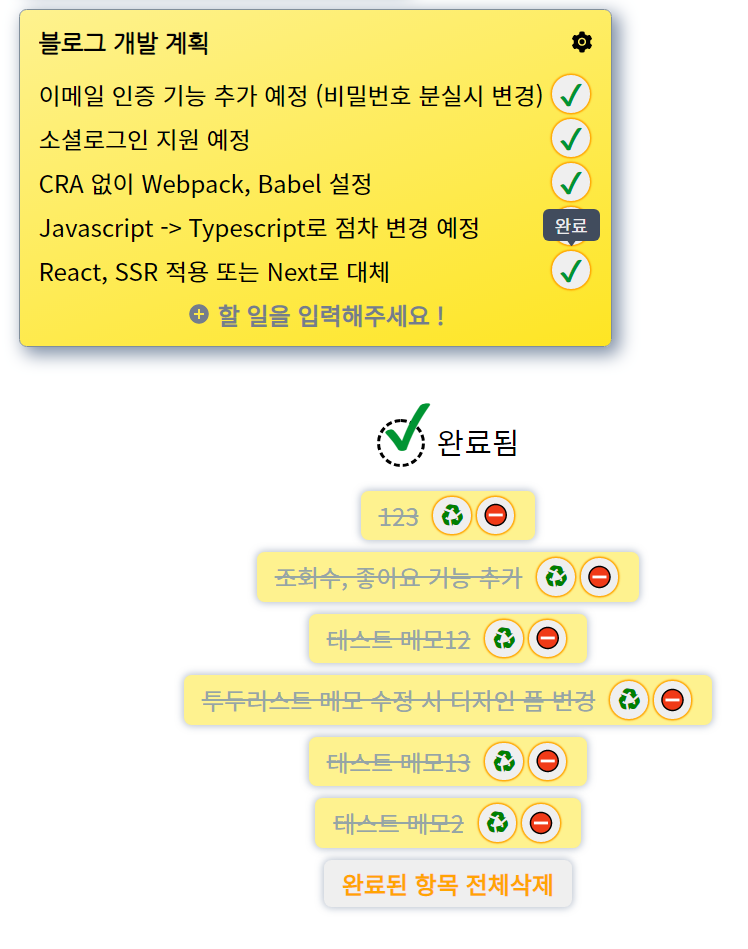 블로그 개발 계획
이메일 인증 기능 추가 예정 (비밀번호 분실시 변경)
소셜로그인 지원 예정
CRA 없이 Webpack, Babel 설정
Javascript -> Typescript로 점차 변경 예정
완료
React, SSR 적용 또는 Next로 대체
할 일을 입력해주세요 !
완료됨
123
조회수, 좋아요 기능 추가
테스트 메모12
투두리스트 메모 수정 시 디자인 폼 변경
테스트 메모13
테스트 메모2
완료된 항목 전체삭제